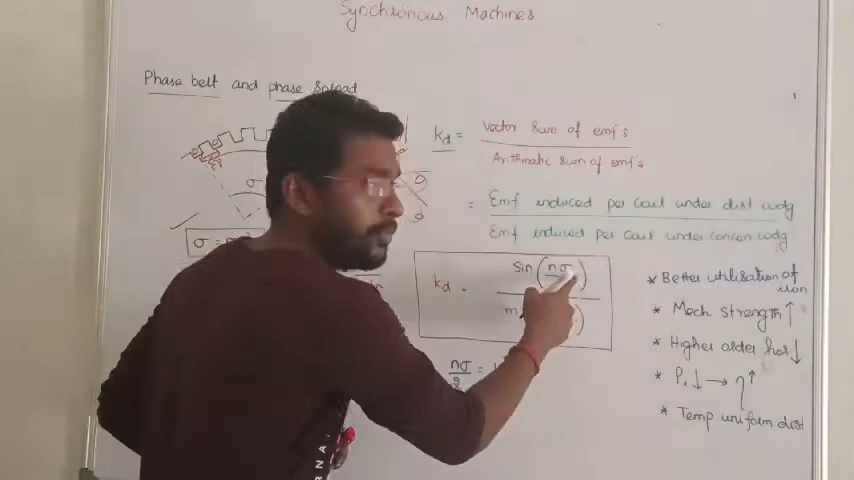 Synchronous Machines
Phase belt and phase Spread
kd = Vector Sum of emf's
Arithmatic Sum of emf's
= Emf induced per coil under dist wdg
Emf induced per coil under concen wdg
σ
σ =
kd = sin(nσ
m
nσ
2 =
* Better utilisation of
iron
* Mech strength ↑
* Higher order har ↓
* ↓ → η ↑
* Temp uniform dist